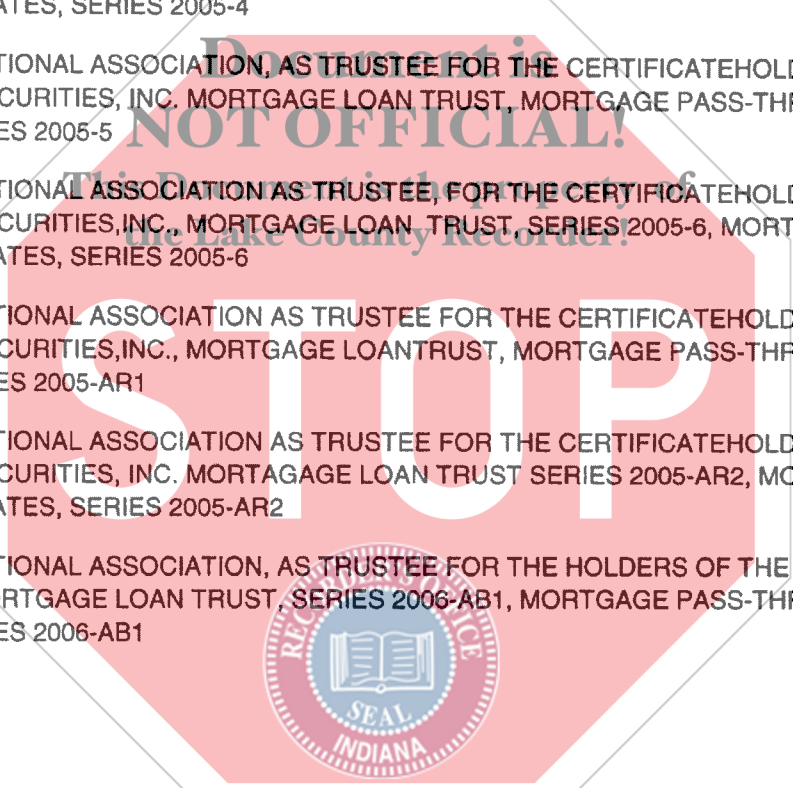 ATES, SERIES 2005-4
Document is
TIONAL ASSOCIATION, AS TRUSTEE FOR THE CERTIFICATEHOLD
CURITIES, INC. MORTGAGE LOAN TRUST, MORTGAGE PASS-THR
ES 2005-5
NOT OFFICIAL!
This Document is the property of
TIONAL ASSOCIATION AS TRUSTEE, FOR THE CERTIFICATEHOLD
CURITIES,INC., MORTGAGE LOAN TRUST, SERIES 2005-6, MORT
the Lake County Recorder!
ATES, SERIES 2005-6
TIONAL ASSOCIATION AS TRUSTEE FOR THE CERTIFICATEHOLD
CURITIES,INC., MORTGAGE LOANTRUST, MORTGAGE PASS-THR
ES 2005-AR1
STOP
TIONAL ASSOCIATION AS TRUSTEE FOR THE CERTIFICATEHOLD
CURITIES, INC. MORTAGAGE LOAN TRUST SERIES 2005-AR2, MO
ATES, SERIES 2005-AR2
TIONAL ASSOCIATION, AS TRUSTEE FOR THE HOLDERS OF THE
RTGAGE LOAN TRUST, SERIES 2006-AB1, MORTGAGE PASS-THR
ES 2006-AB1
RECORDER'S OFFICE
SEAL
INDIANA